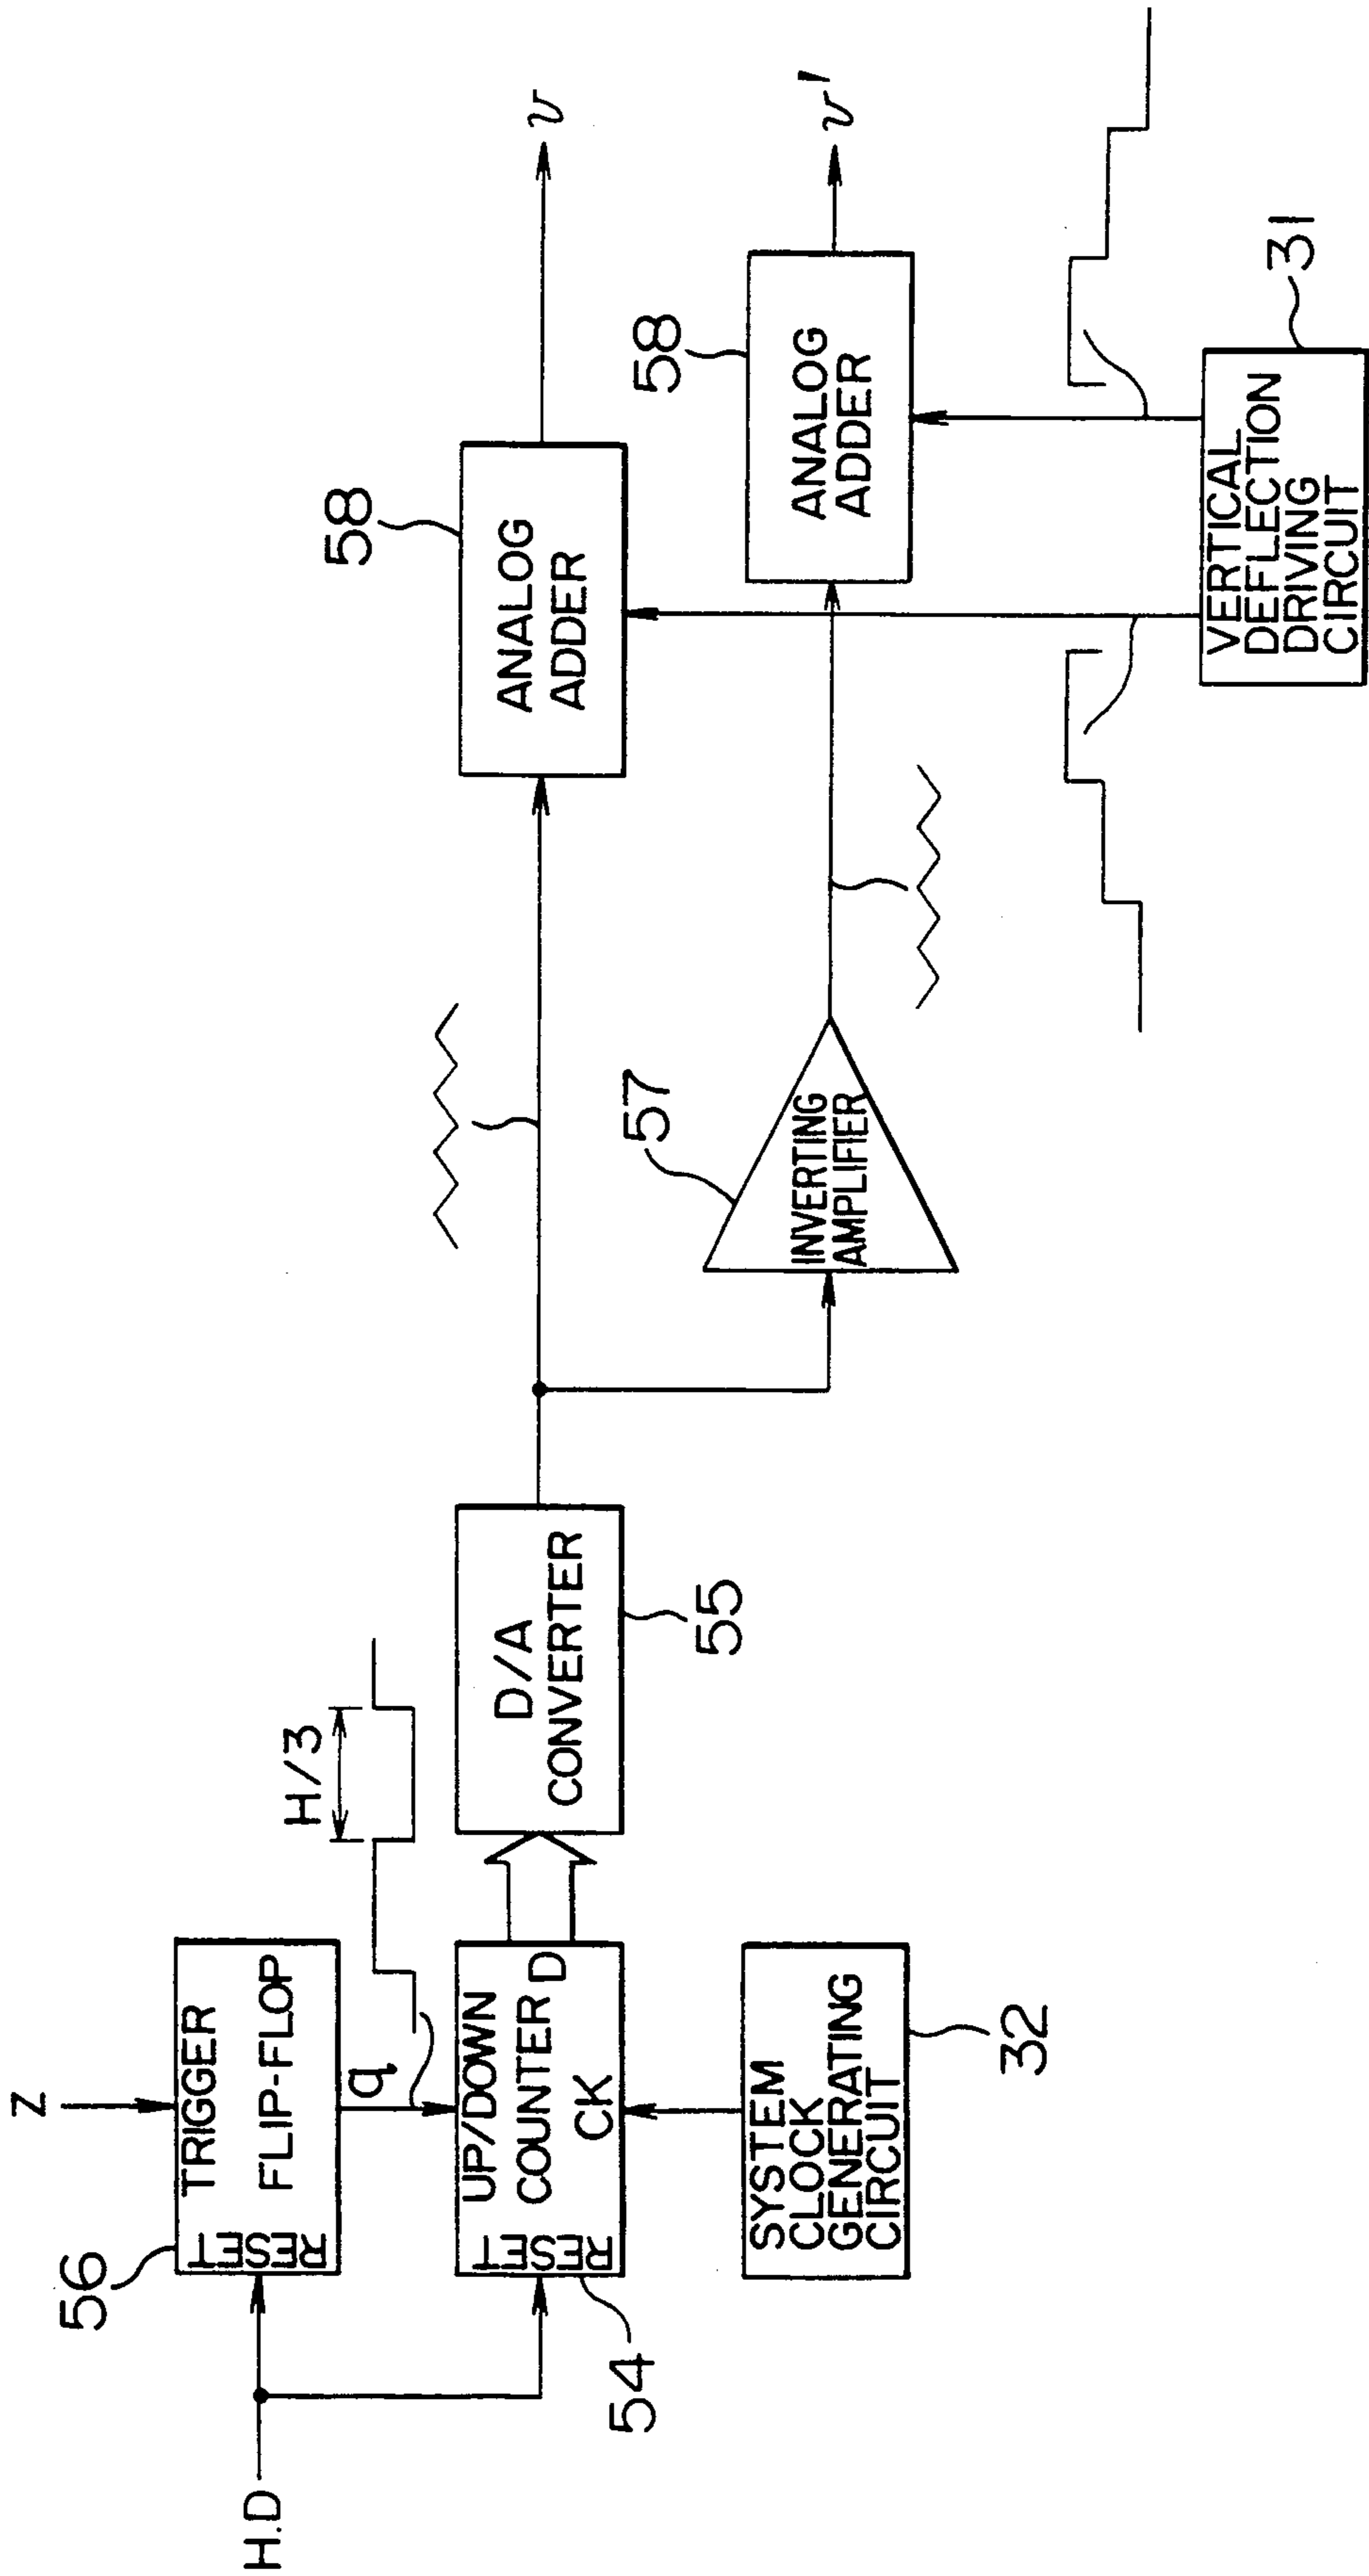 z
56
TRIGGER
FLIP-FLOP
RESET
H.D
q
H/3
UP/DOWN
COUNTER D
CK
RESET
54
D/A
CONVERTER
55
SYSTEM
CLOCK
GENERATING
CIRCUIT
32
57
INVERTING
AMPLIFIER
58
ANALOG
ADDER
v
58
ANALOG
ADDER
v'
VERTICAL
DEFLECTION
DRIVING
CIRCUIT
31